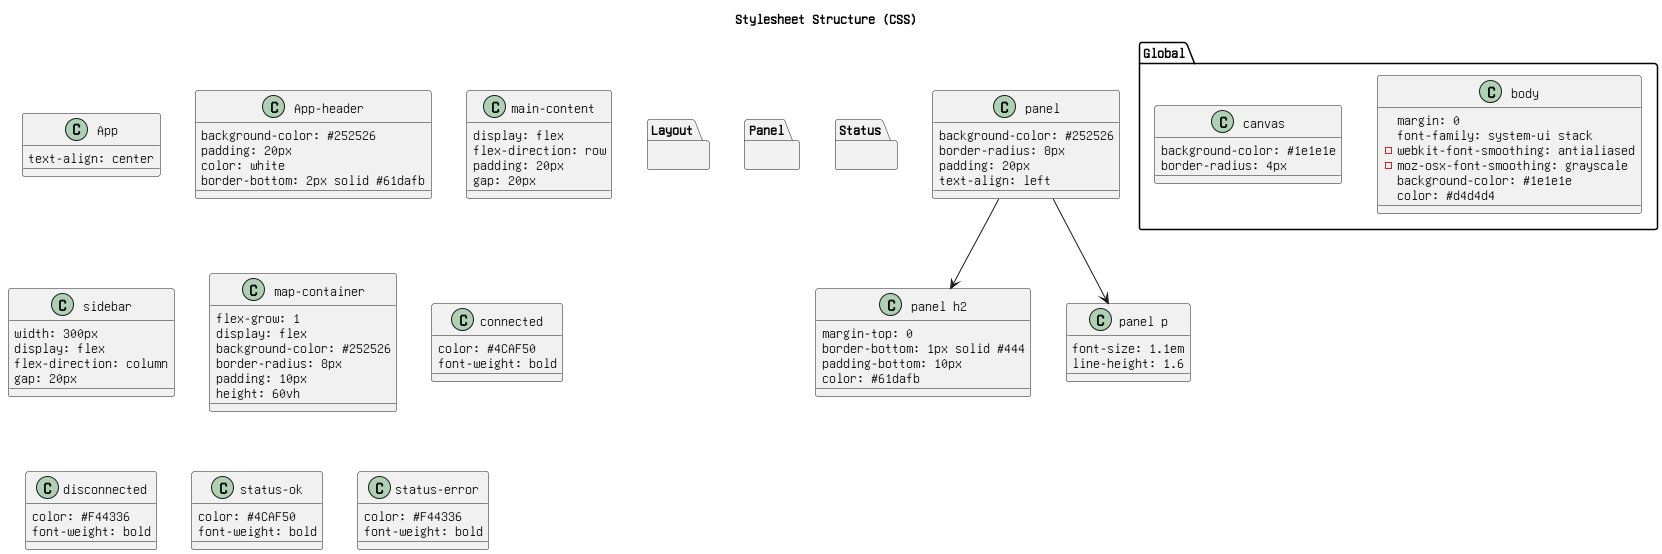 Stylesheet Structure (CSS)
Global
C App
text-align: center
C App-header
background-color: #252526
padding: 20px
color: white
border-bottom: 2px solid #61dafb
C main-content
display: flex
flex-direction: row
padding: 20px
gap: 20px
Layout
Panel
Status
C panel
background-color: #252526
border-radius: 8px
padding: 20px
text-align: left
C canvas
background-color: #1e1e1e
border-radius: 4px
C body
margin: 0
font-family: system-ui stack
webkit-font-smoothing: antialiased
moz-osx-font-smoothing: grayscale
background-color: #1e1e1e
color: #d4d4d4
C sidebar
width: 300px
display: flex
flex-direction: column
gap: 20px
C map-container
flex-grow: 1
display: flex
background-color: #252526
border-radius: 8px
padding: 10px
height: 60vh
C connected
color: #4CAF50
font-weight: bold
C panel h2
margin-top: 0
border-bottom: 1px solid #444
padding-bottom: 10px
color: #61dafb
C panel p
font-size: 1.1em
line-height: 1.6
C disconnected
color: #F44336
font-weight: bold
C status-ok
color: #4CAF50
font-weight: bold
C status-error
color: #F44336
font-weight: bold